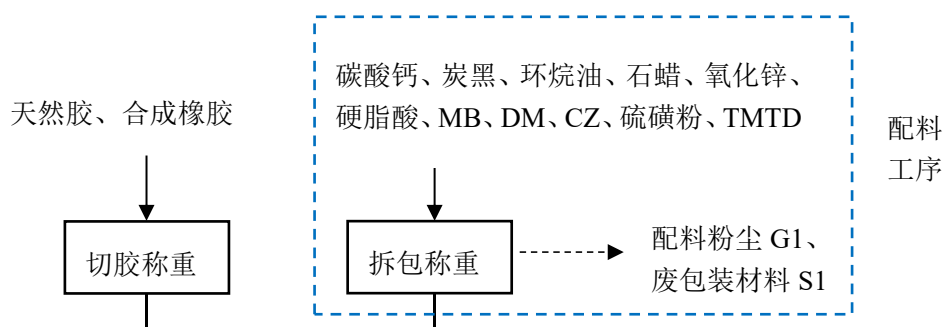 天然胶、合成橡胶
碳酸钙、炭黑、环烷油、石蜡、氧化锌、
硬脂酸、MB、DM、CZ、硫磺粉、TMTD
配料
工序
切胶称重
拆包称重
配料粉尘 G1、
废包装材料 S1